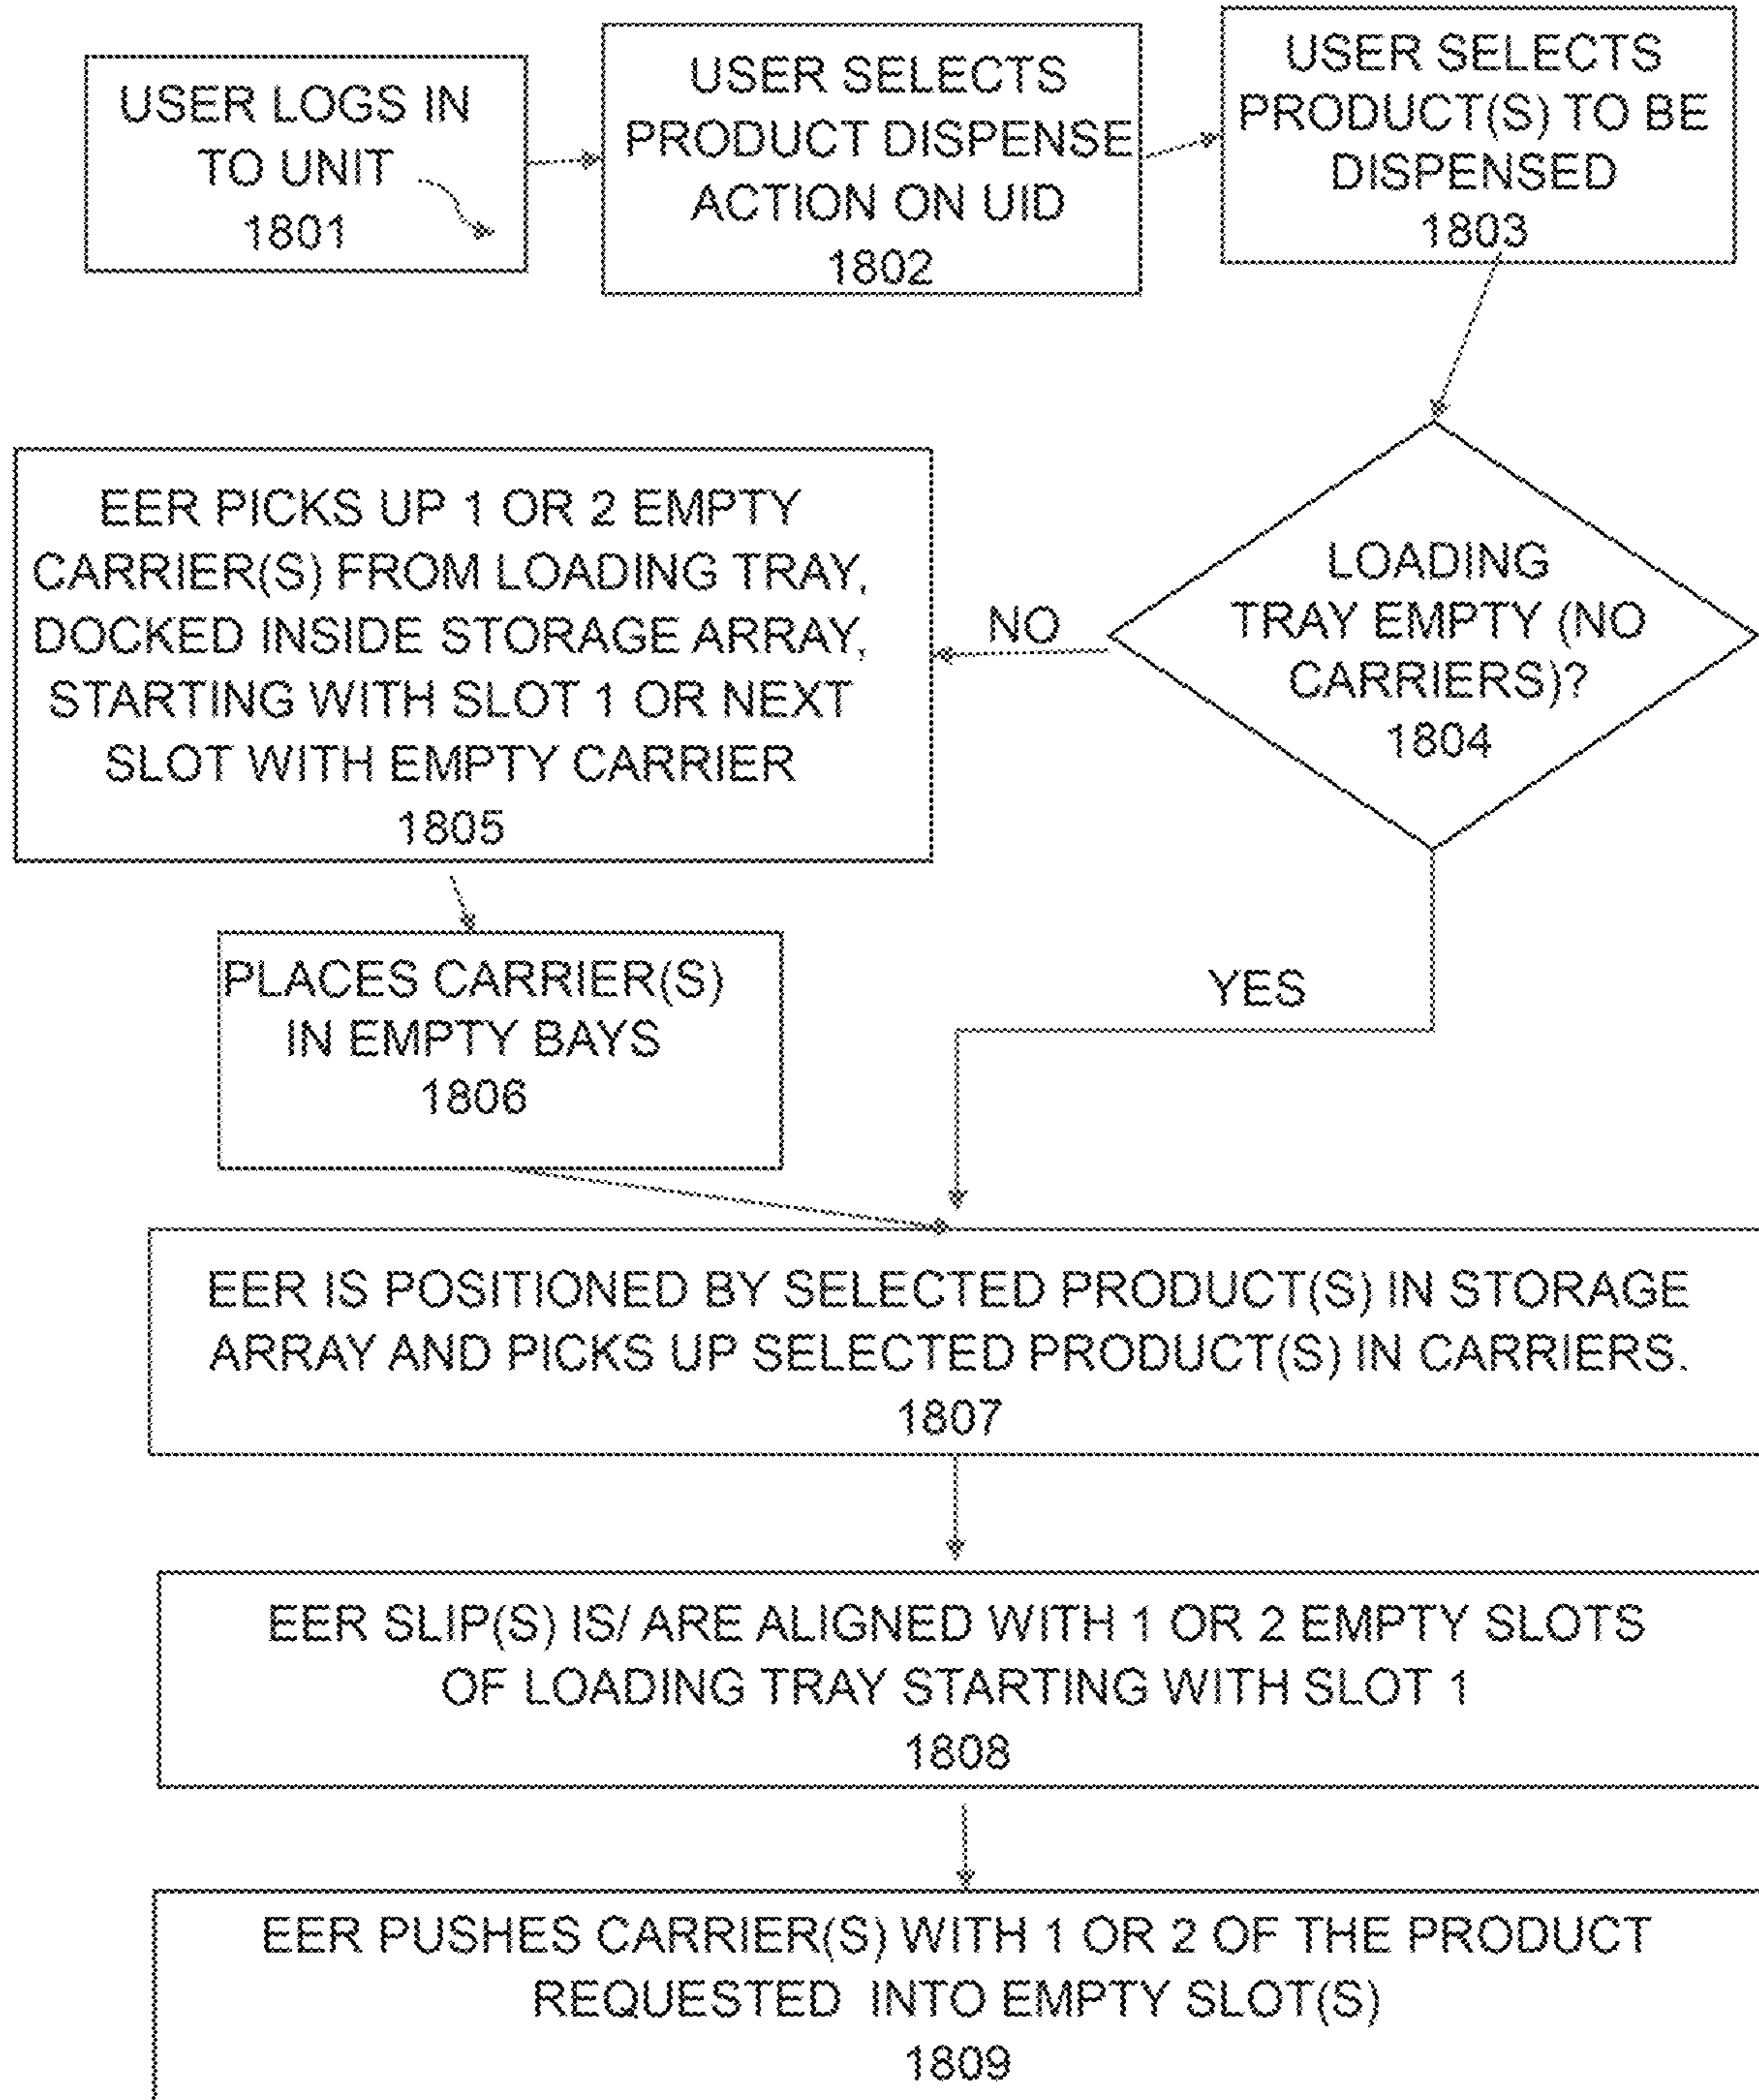 USER LOGS IN
TO UNIT
1801
USER SELECTS
PRODUCT DISPENSE
ACTION ON UID
1802
USER SELECTS
PRODUCT(S) TO BE
DISPENSED
1803
LOADING
TRAY EMPTY (NO
CARRIERS)?
1804
NO
EER PICKS UP 1 OR 2 EMPTY
CARRIER(S) FROM LOADING TRAY,
DOCKED INSIDE STORAGE ARRAY,
STARTING WITH SLOT 1 OR NEXT
SLOT WITH EMPTY CARRIER
1805
PLACES CARRIER(S)
IN EMPTY BAYS
1806
YES
EER IS POSITIONED BY SELECTED PRODUCT(S) IN STORAGE
ARRAY AND PICKS UP SELECTED PRODUCT(S) IN CARRIERS.
1807
EER SLIP(S) IS/ ARE ALIGNED WITH 1 OR 2 EMPTY SLOTS
OF LOADING TRAY STARTING WITH SLOT 1
1808
EER PUSHES CARRIER(S) WITH 1 OR 2 OF THE PRODUCT
REQUESTED INTO EMPTY SLOT(S)
1809